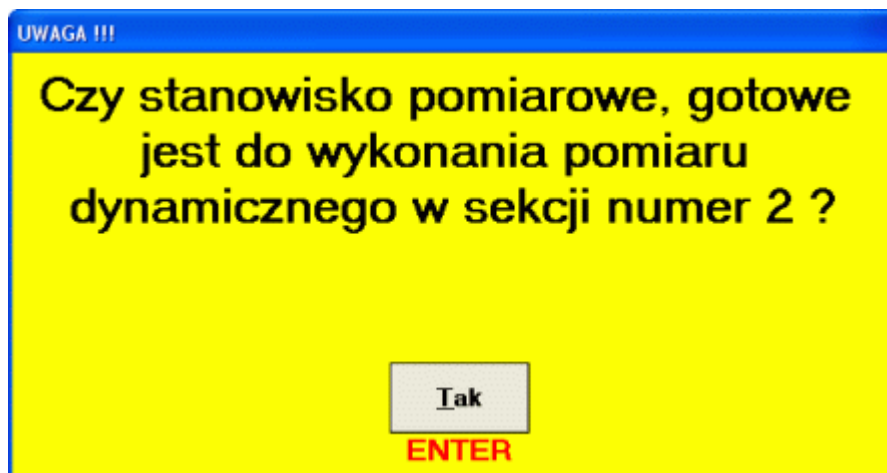 UWAGA !!!
Czy stanowisko pomiarowe, gotowe
jest do wykonania pomiaru
dynamicznego w sekcji numer 2 ?
Tak
ENTER